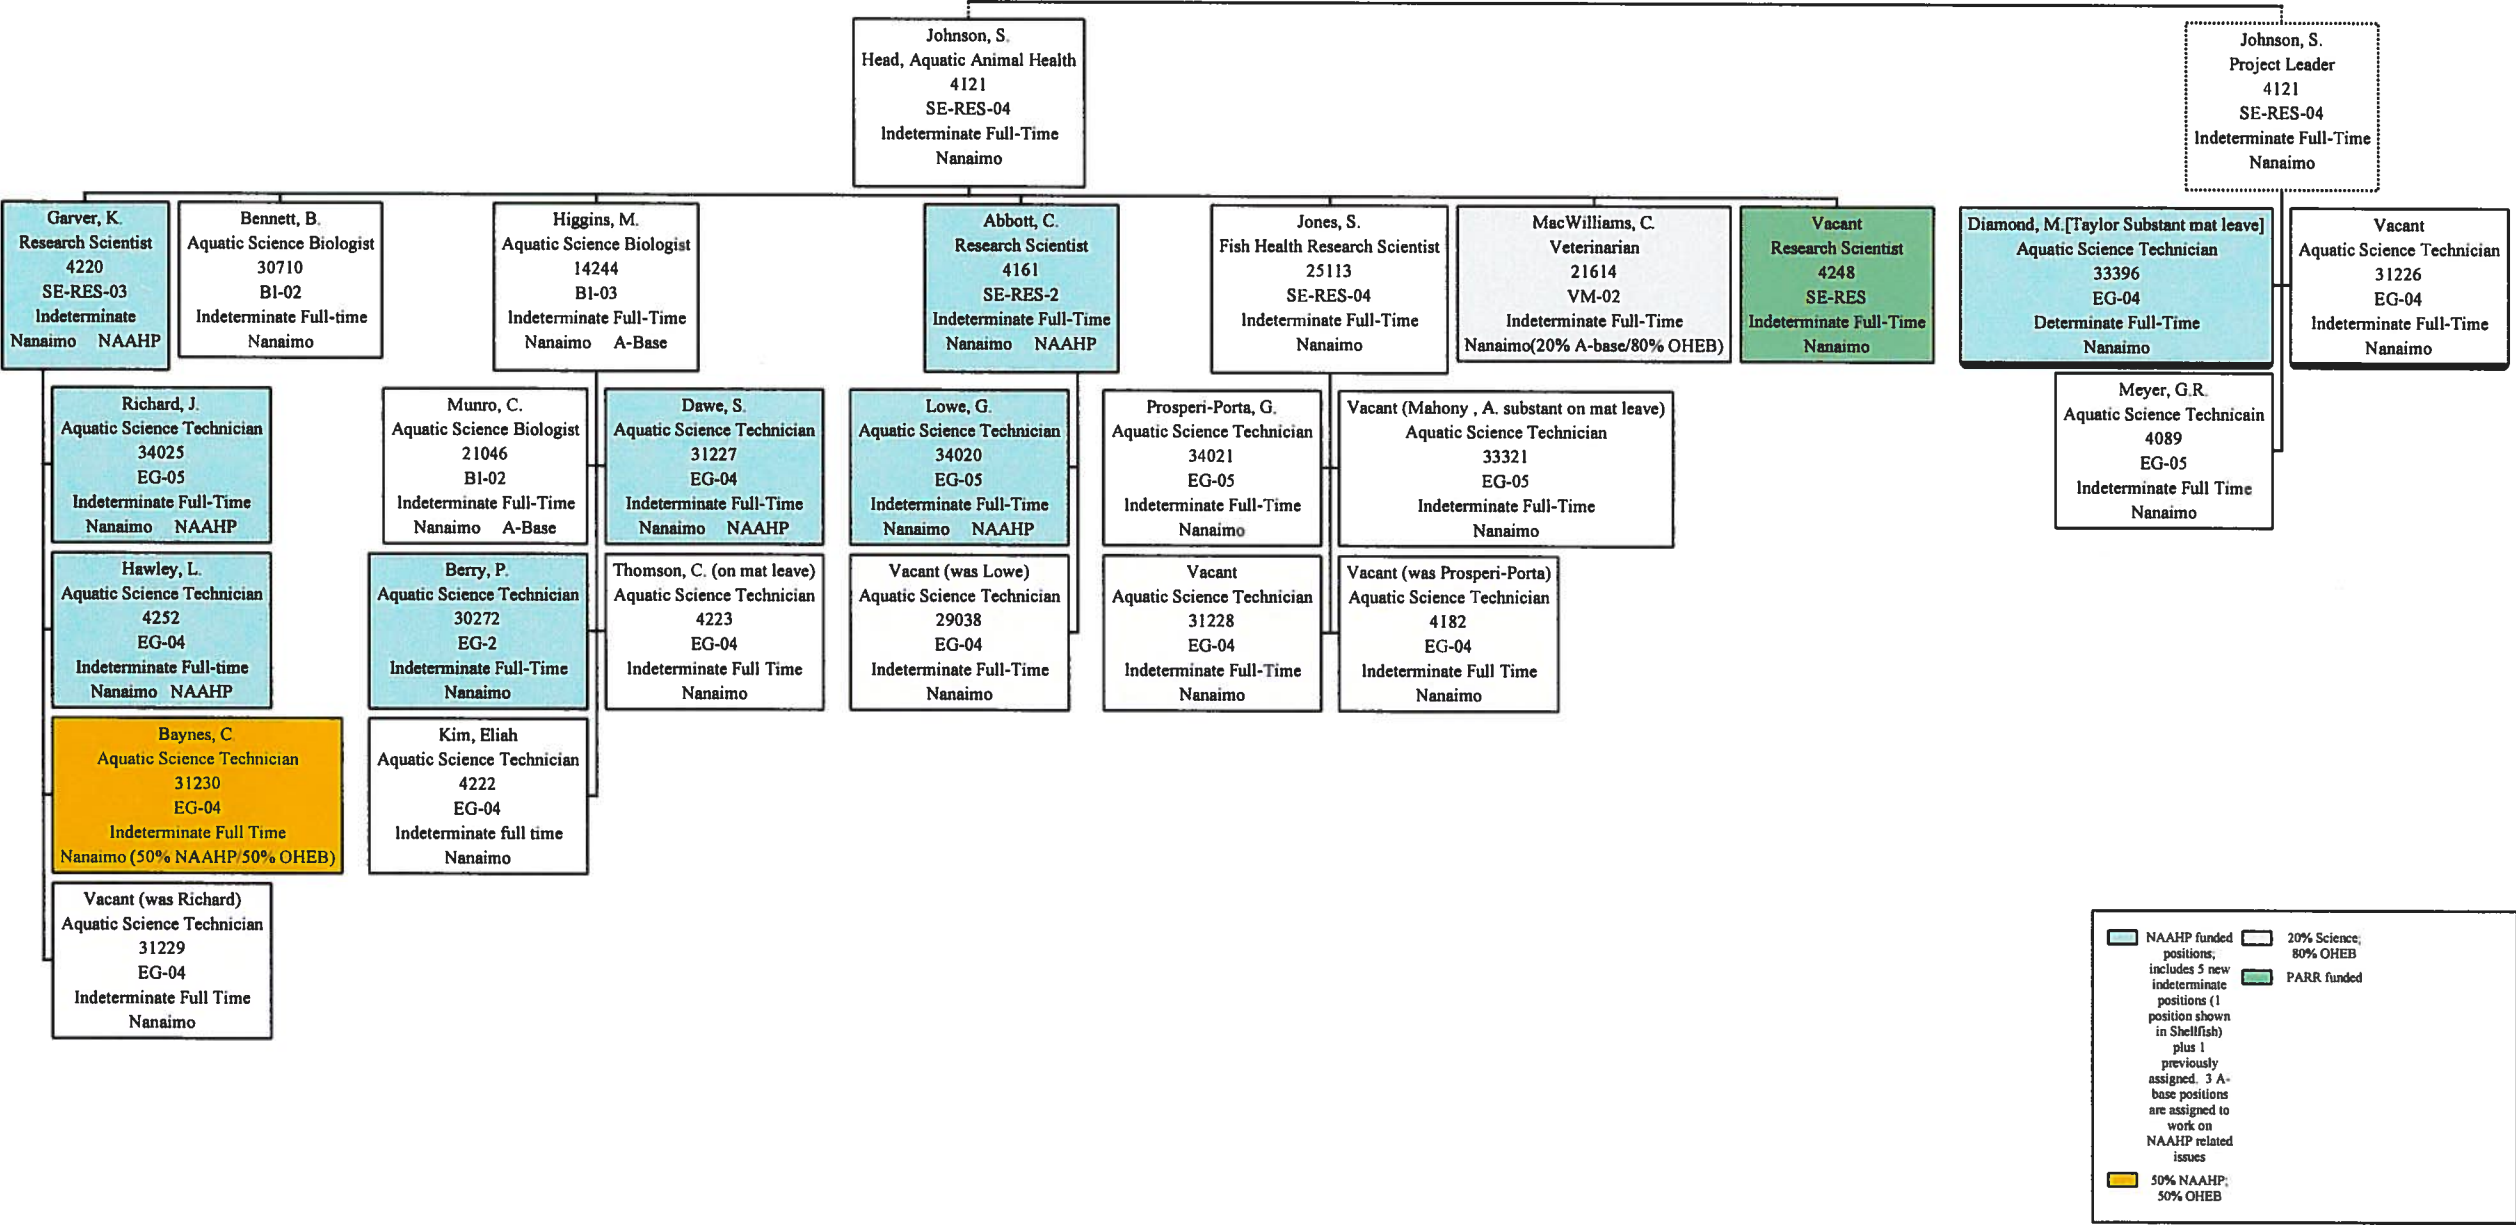 Johnson, S.
Head, Aquatic Animal Health
4121
SE-RES-04
Indeterminate Full-Time
Nanaimo
Johnson, S.
Project Leader
4121
SE-RES-04
Indeterminate Full-Time
Nanaimo
Garver, K.
Research Scientist
4220
SE-RES-03
Indeterminate
Nanaimo NAAHP
Bennett, B.
Aquatic Science Biologist
30710
BI-02
Indeterminate Full-time
Nanaimo
Higgins, M.
Aquatic Science Biologist
14244
BI-03
Indeterminate Full-Time
Nanaimo A-Base
Abbott, C.
Research Scientist
4161
SE-RES-2
Indeterminate Full-Time
Nanaimo NAAHP
Jones, S.
Fish Health Research Scientist
25113
SE-RES-04
Indeterminate Full-Time
Nanaimo
MacWilliams, C.
Veterinarian
21614
VM-02
Indeterminate Full-Time
Nanaimo(20% A-base/80% OHEB)
Vacant
Research Scientist
4248
SE-RES
Indeterminate Full-Time
Nanaimo
Diamond, M.[Taylor Substant mat leave]
Aquatic Science Technician
33396
EG-04
Determinate Full-Time
Nanaimo
Vacant
Aquatic Science Technician
31226
EG-04
Indeterminate Full-Time
Nanaimo
Richard, J.
Aquatic Science Technician
34025
EG-05
Indeterminate Full-Time
Nanaimo NAAHP
Munro, C.
Aquatic Science Biologist
21046
BI-02
Indeterminate Full-Time
Nanaimo A-Base
Dawe, S.
Aquatic Science Technician
31227
EG-04
Indeterminate Full-Time
Nanaimo NAAHP
Lowe, G.
Aquatic Science Technician
34020
EG-05
Indeterminate Full-Time
Nanaimo NAAHP
Prosperi-Porta, G.
Aquatic Science Technician
34021
EG-05
Indeterminate Full-Time
Nanaimo
Vacant (Mahony , A. substant on mat leave)
Aquatic Science Technician
33321
EG-05
Indeterminate Full-Time
Nanaimo
Meyer, G.R.
Aquatic Science Technicain
4089
EG-05
Indeterminate Full Time
Nanaimo
Hawley, L.
Aquatic Science Technician
4252
EG-04
Indeterminate Full-time
Nanaimo NAAHP
Berry, P.
Aquatic Science Technician
30272
EG-2
Indeterminate Full-Time
Nanaimo
Thomson, C. (on mat leave)
Aquatic Science Technician
4223
EG-04
Indeterminate Full Time
Nanaimo
Vacant (was Lowe)
Aquatic Science Technician
29038
EG-04
Indeterminate Full-Time
Nanaimo
Vacant
Aquatic Science Technician
31228
EG-04
Indeterminate Full-Time
Nanaimo
Vacant (was Prosperi-Porta)
Aquatic Science Technician
4182
EG-04
Indeterminate Full Time
Nanaimo
Baynes, C.
Aquatic Science Technician
31230
EG-04
Indeterminate Full Time
Nanaimo (50% NAAHP/50% OHEB)
Kim, Eliah
Aquatic Science Technician
4222
EG-04
Indeterminate full time
Nanaimo
Vacant (was Richard)
Aquatic Science Technician
31229
EG-04
Indeterminate Full Time
Nanaimo
NAAHP funded
positions;
includes 5 new
indeterminate
positions (1
position shown
in Shellfish)
plus 1
previously
assigned. 3 A-
base positions
are assigned to
work on
NAAHP related
issues
50% NAAHP;
50% OHEB
20% Science;
80% OHEB
PARR funded